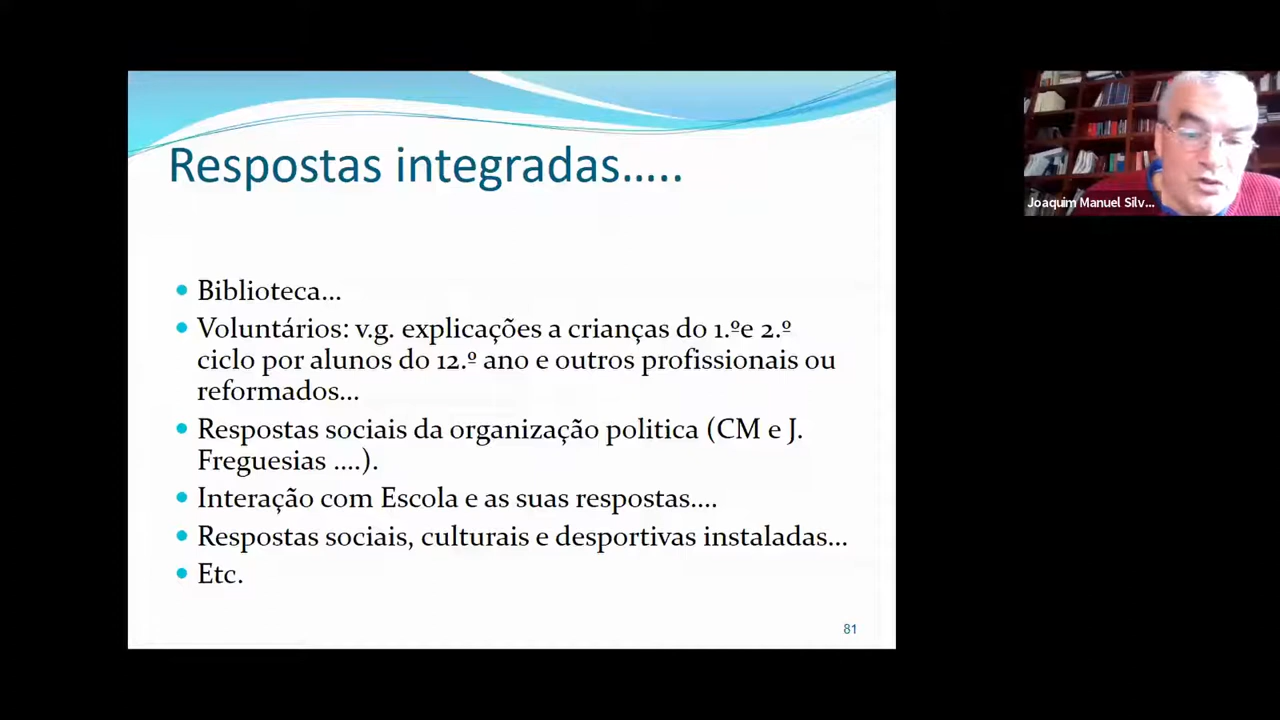 Respostas integradas.....
Biblioteca...
Voluntários: v.g. explicações a crianças do 1.ºe 2.º
ciclo por alunos do 12.º ano e outros profissionais ou
reformados...
Respostas sociais da organização politica (CM e J.
Freguesias ....).
Interação com Escola e as suas respostas....
Respostas sociais, culturais e desportivas instaladas...
Etc.
81
Joaquim Manuel Silv...